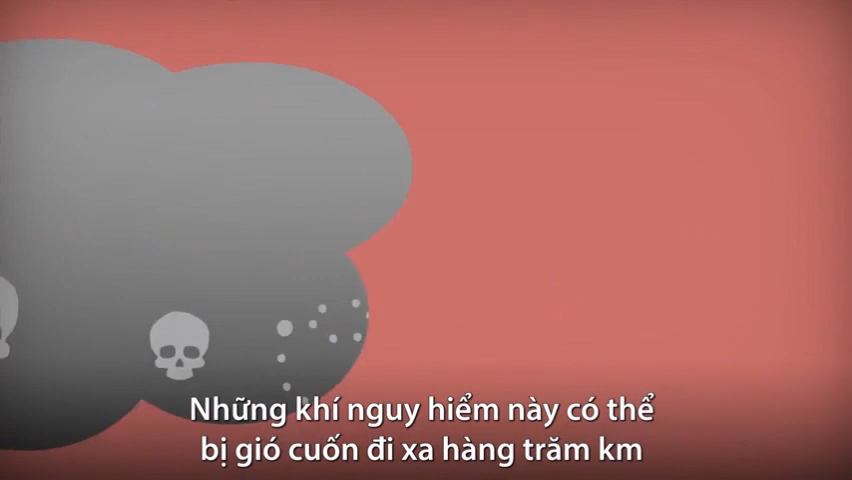 Những khí nguy hiểm này có thể
bị gió cuốn đi xa hàng trăm km